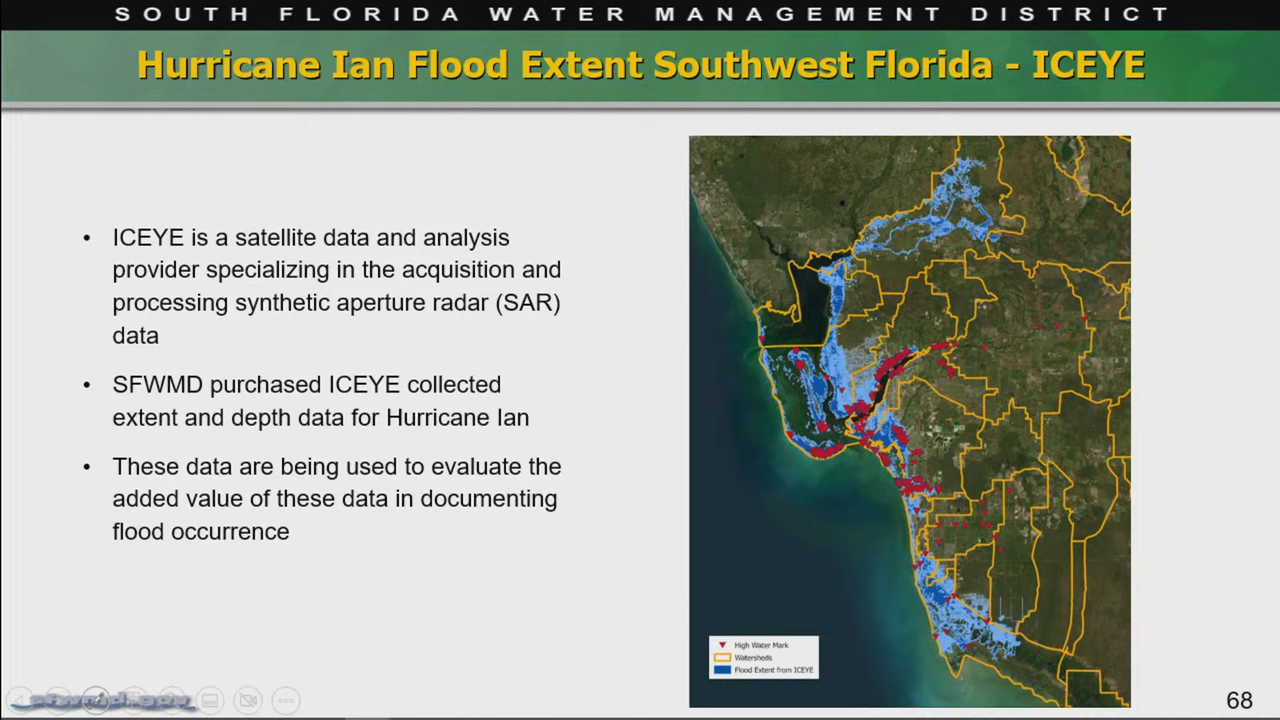 SOUTH FLORIDA WATER MANAGEMENT DISTRICT
Hurricane Ian Flood Extent Southwest Florida - ICEYE
• ICEYE is a satellite data and analysis
provider specializing in the acquisition and
processing synthetic aperture radar (SAR)
data
• SFWMD purchased ICEYE collected
extent and depth data for Hurricane Ian
• These data are being used to evaluate the
added value of these data in documenting
flood occurrence
High Water Mark
Watersheds
Flood Extent from ICEYE
sfwmd.gov
68